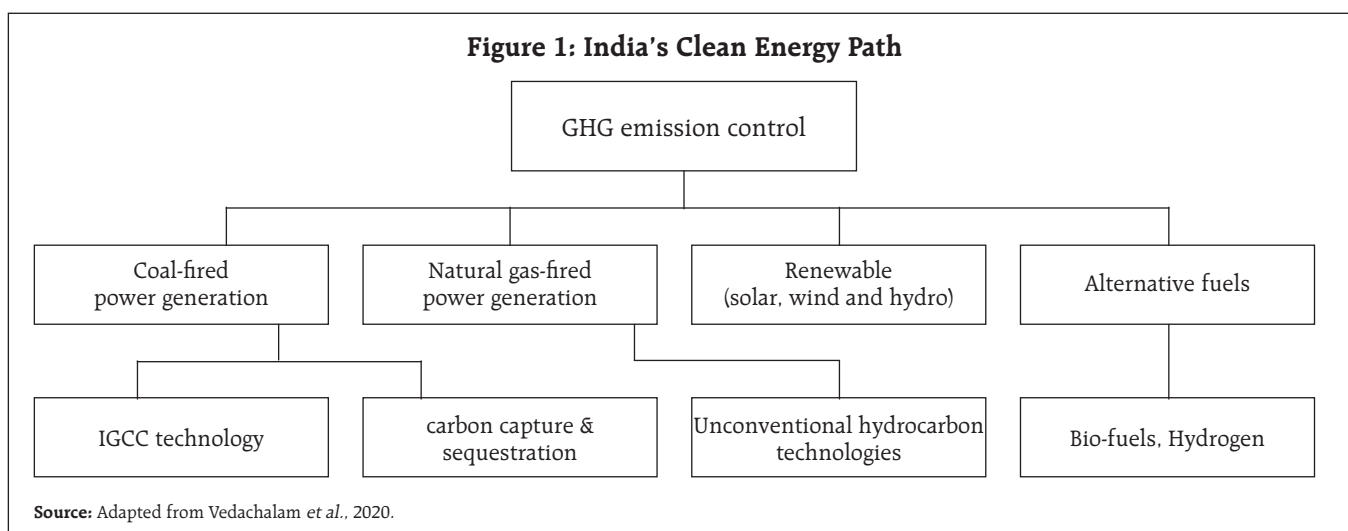 Figure 1: India’s Clean Energy Path
GHG emission control
Coal-fired
power generation
Natural gas-fired
power generation
Renewable
(solar, wind and hydro)
Alternative fuels
IGCC technology
carbon capture &
sequestration
Unconventional hydrocarbon
technologies
Bio-fuels, Hydrogen
Source: Adapted from Vedachalam et al., 2020.